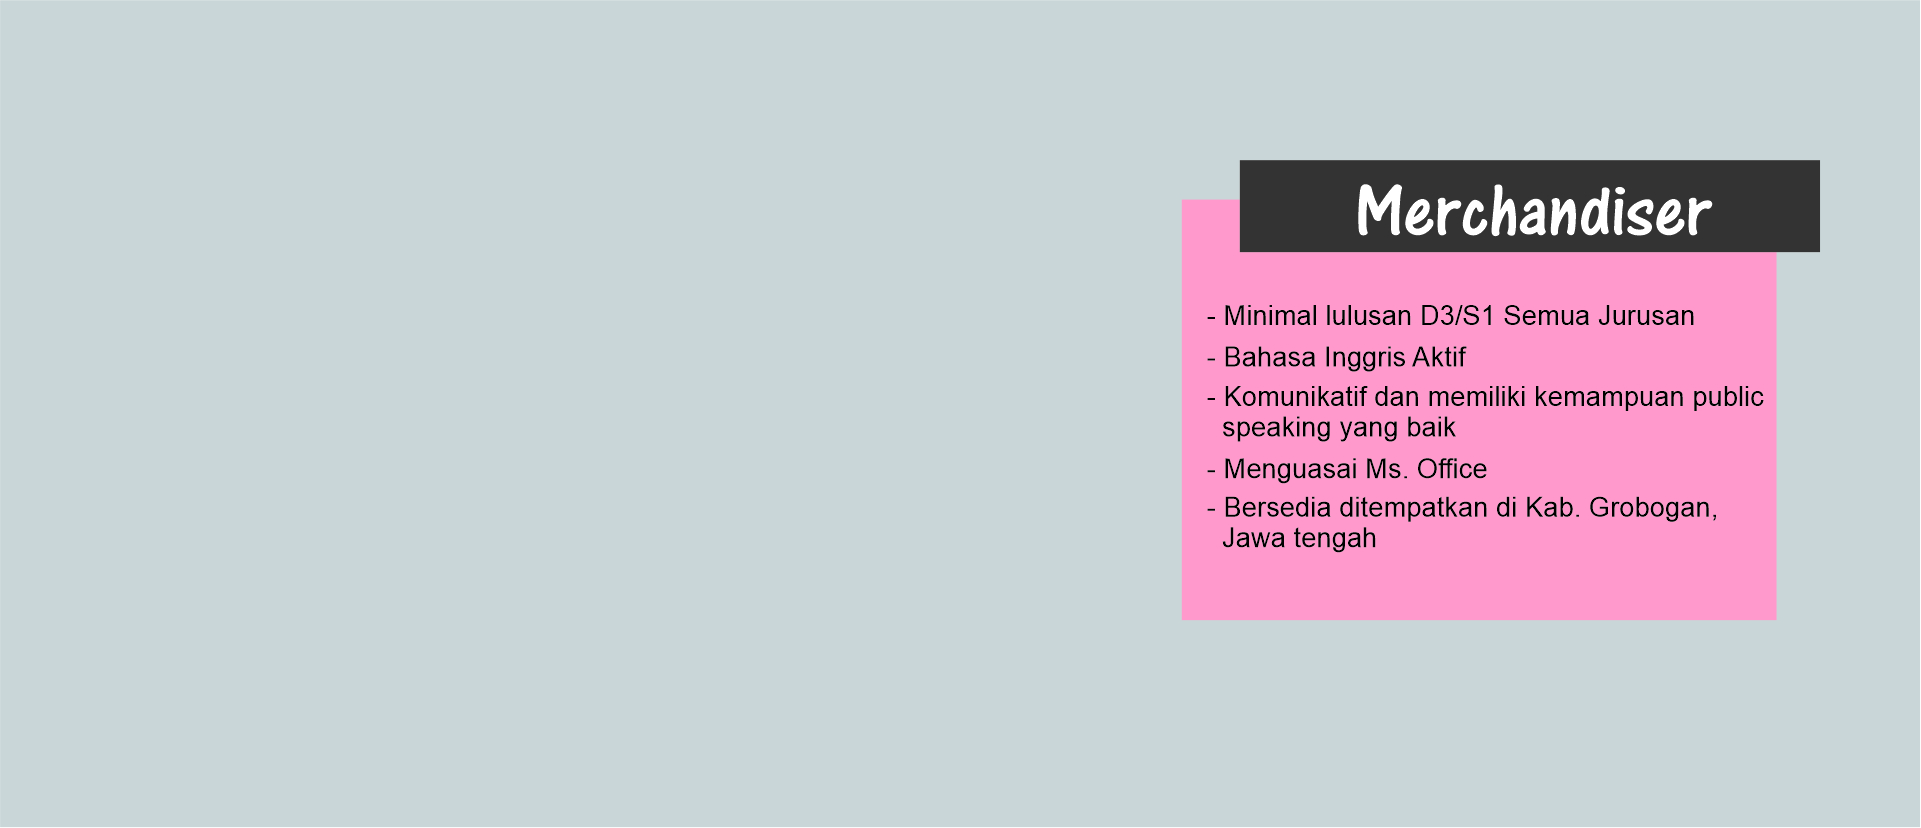 Merchandiser
- Minimal lulusan D3/S1 Semua Jurusan
- Bahasa Inggris Aktif
- Komunikatif dan memiliki kemampuan public
speaking yang baik
- Menguasai Ms. Office
- Bersedia ditempatkan di Kab. Grobogan,
Jawa tengah